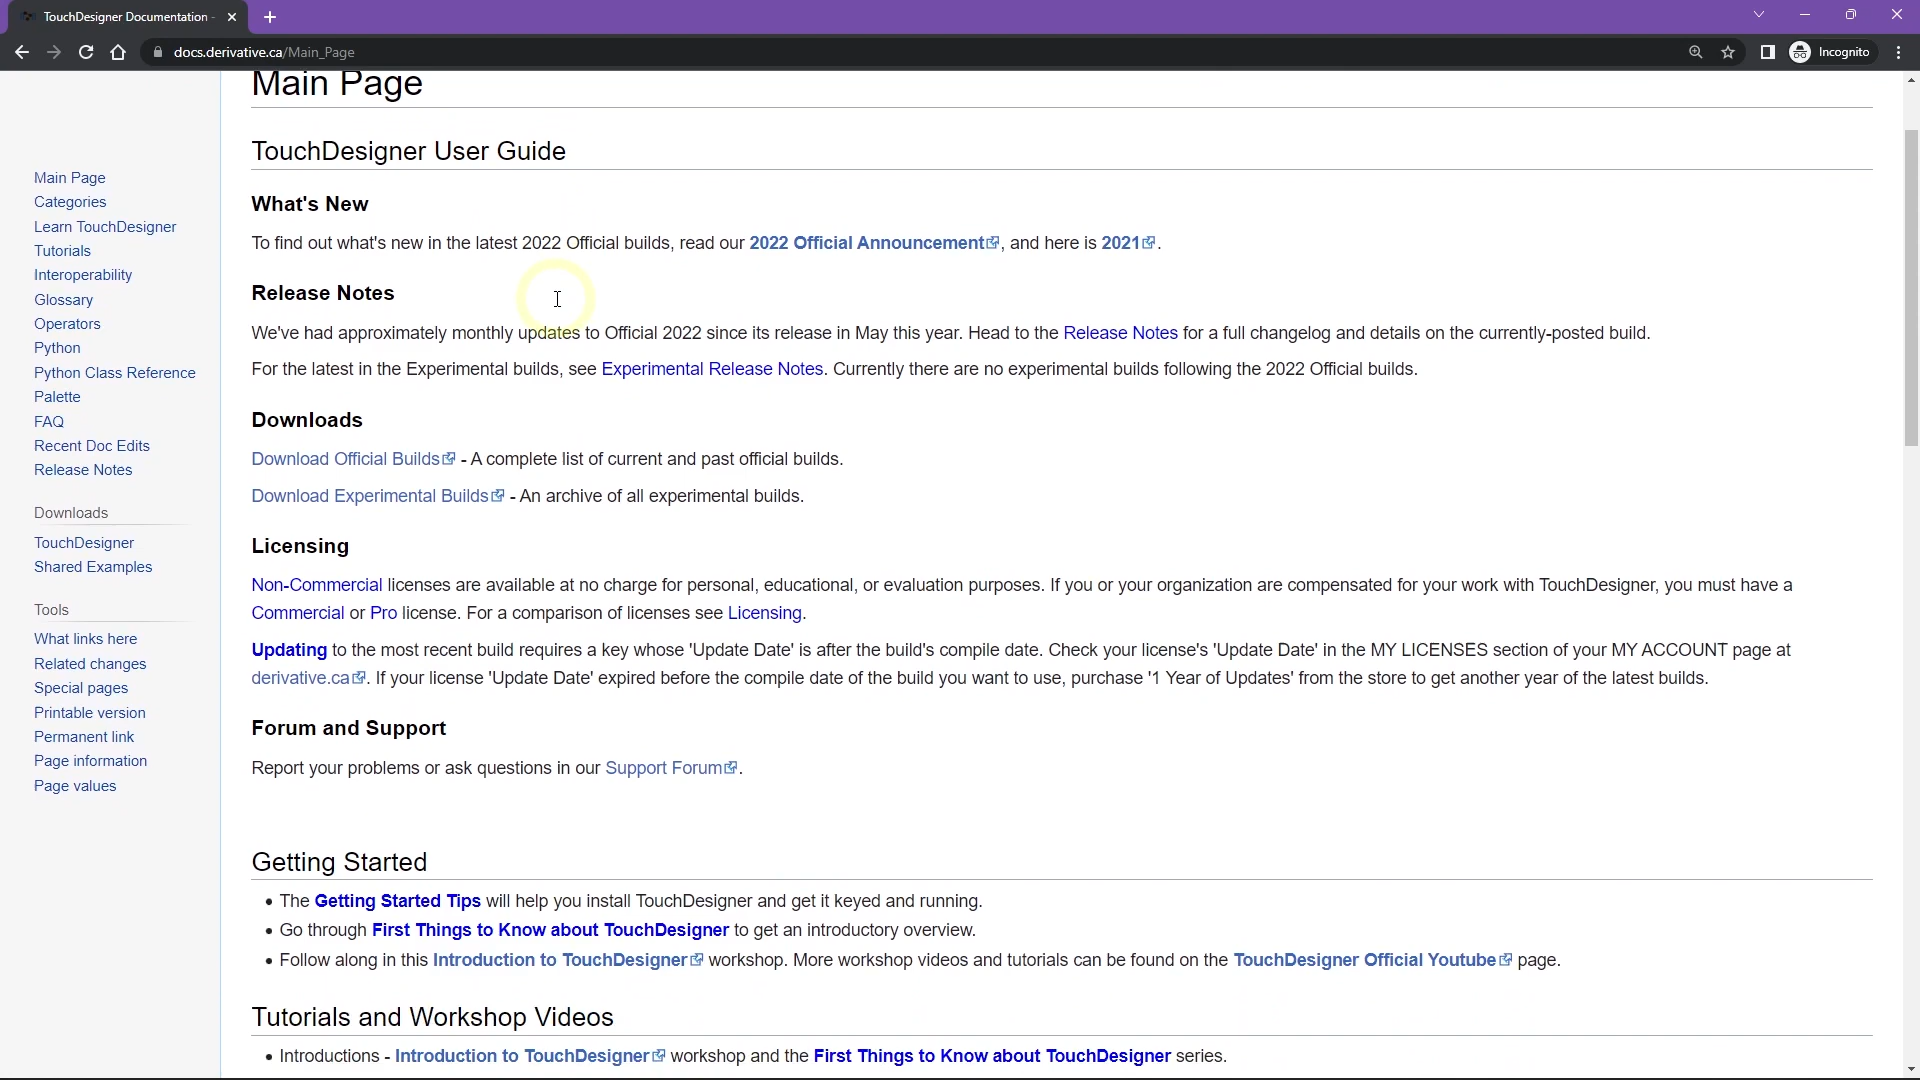 TouchDesigner Documentation -
docs.derivative.ca/Main_Page
Incognito
Main Page
Categories
Learn TouchDesigner
Tutorials
Interoperability
Glossary
Operators
Python
Python Class Reference
Palette
FAQ
Recent Doc Edits
Release Notes
Downloads
TouchDesigner
Shared Examples
Tools
What links here
Related changes
Special pages
Printable version
Permanent link
Page information
Page values
Main Page
TouchDesigner User Guide
What's New
To find out what's new in the latest 2022 Official builds, read our 2022 Official Announcement, and here is 2021.
Release Notes
We've had approximately monthly updates to Official 2022 since its release in May this year. Head to the Release Notes for a full changelog and details on the currently-posted build.
For the latest in the Experimental builds, see Experimental Release Notes. Currently there are no experimental builds following the 2022 Official builds.
Downloads
Download Official Builds - A complete list of current and past official builds.
Download Experimental Builds - An archive of all experimental builds.
Licensing
Non-Commercial licenses are available at no charge for personal, educational, or evaluation purposes. If you or your organization are compensated for your work with TouchDesigner, you must have a
Commercial or Pro license. For a comparison of licenses see Licensing.
Updating to the most recent build requires a key whose 'Update Date' is after the build's compile date. Check your license's 'Update Date' in the MY LICENSES section of your MY ACCOUNT page at
derivative.ca. If your license 'Update Date' expired before the compile date of the build you want to use, purchase '1 Year of Updates' from the store to get another year of the latest builds.
Forum and Support
Report your problems or ask questions in our Support Forum.
Getting Started
• The Getting Started Tips will help you install TouchDesigner and get it keyed and running.
• Go through First Things to Know about TouchDesigner to get an introductory overview.
• Follow along in this Introduction to TouchDesigner workshop. More workshop videos and tutorials can be found on the TouchDesigner Official Youtube page.
Tutorials and Workshop Videos
• Introductions - Introduction to TouchDesigner workshop and the First Things to Know about TouchDesigner series.